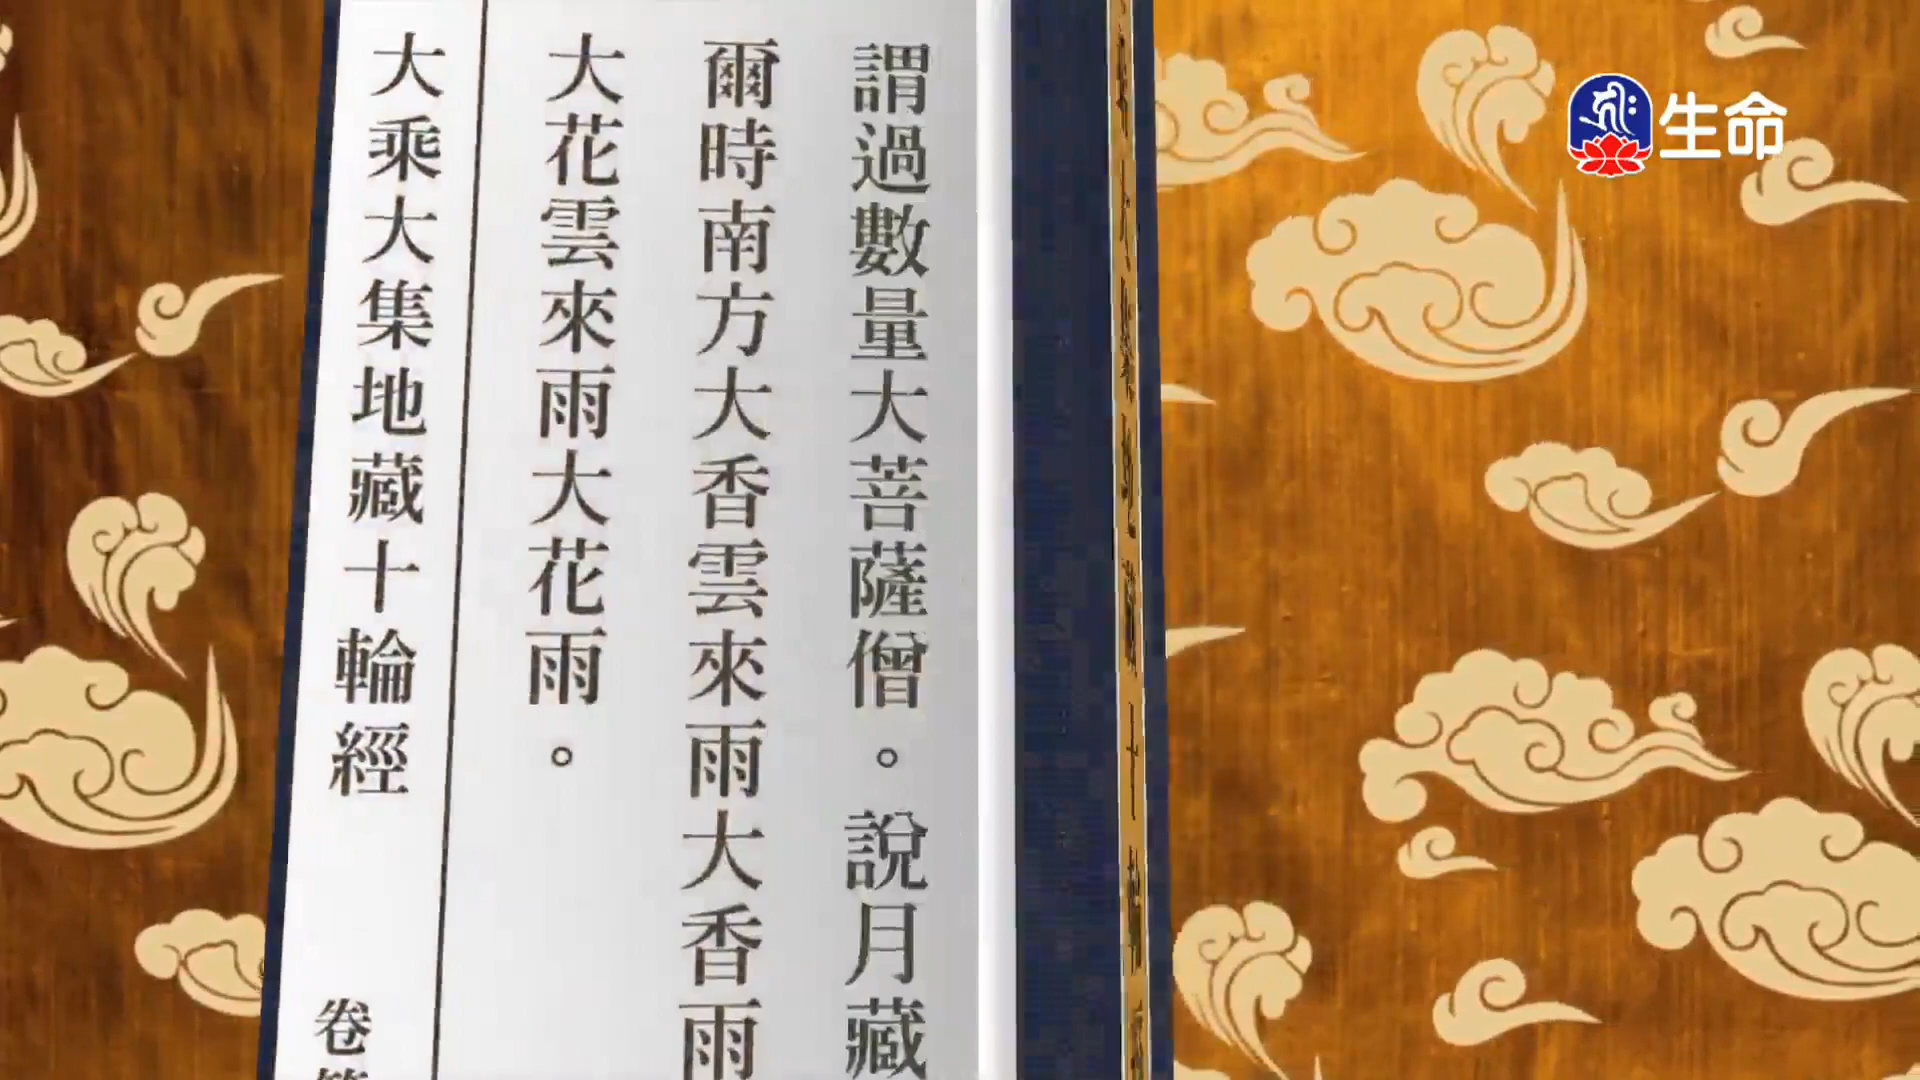 謂過數量大菩薩僧。說月藏
爾時南方大香雲來雨大香雨
大花雲來雨大花雨。
大乘大集地藏十輪經 卷
生命